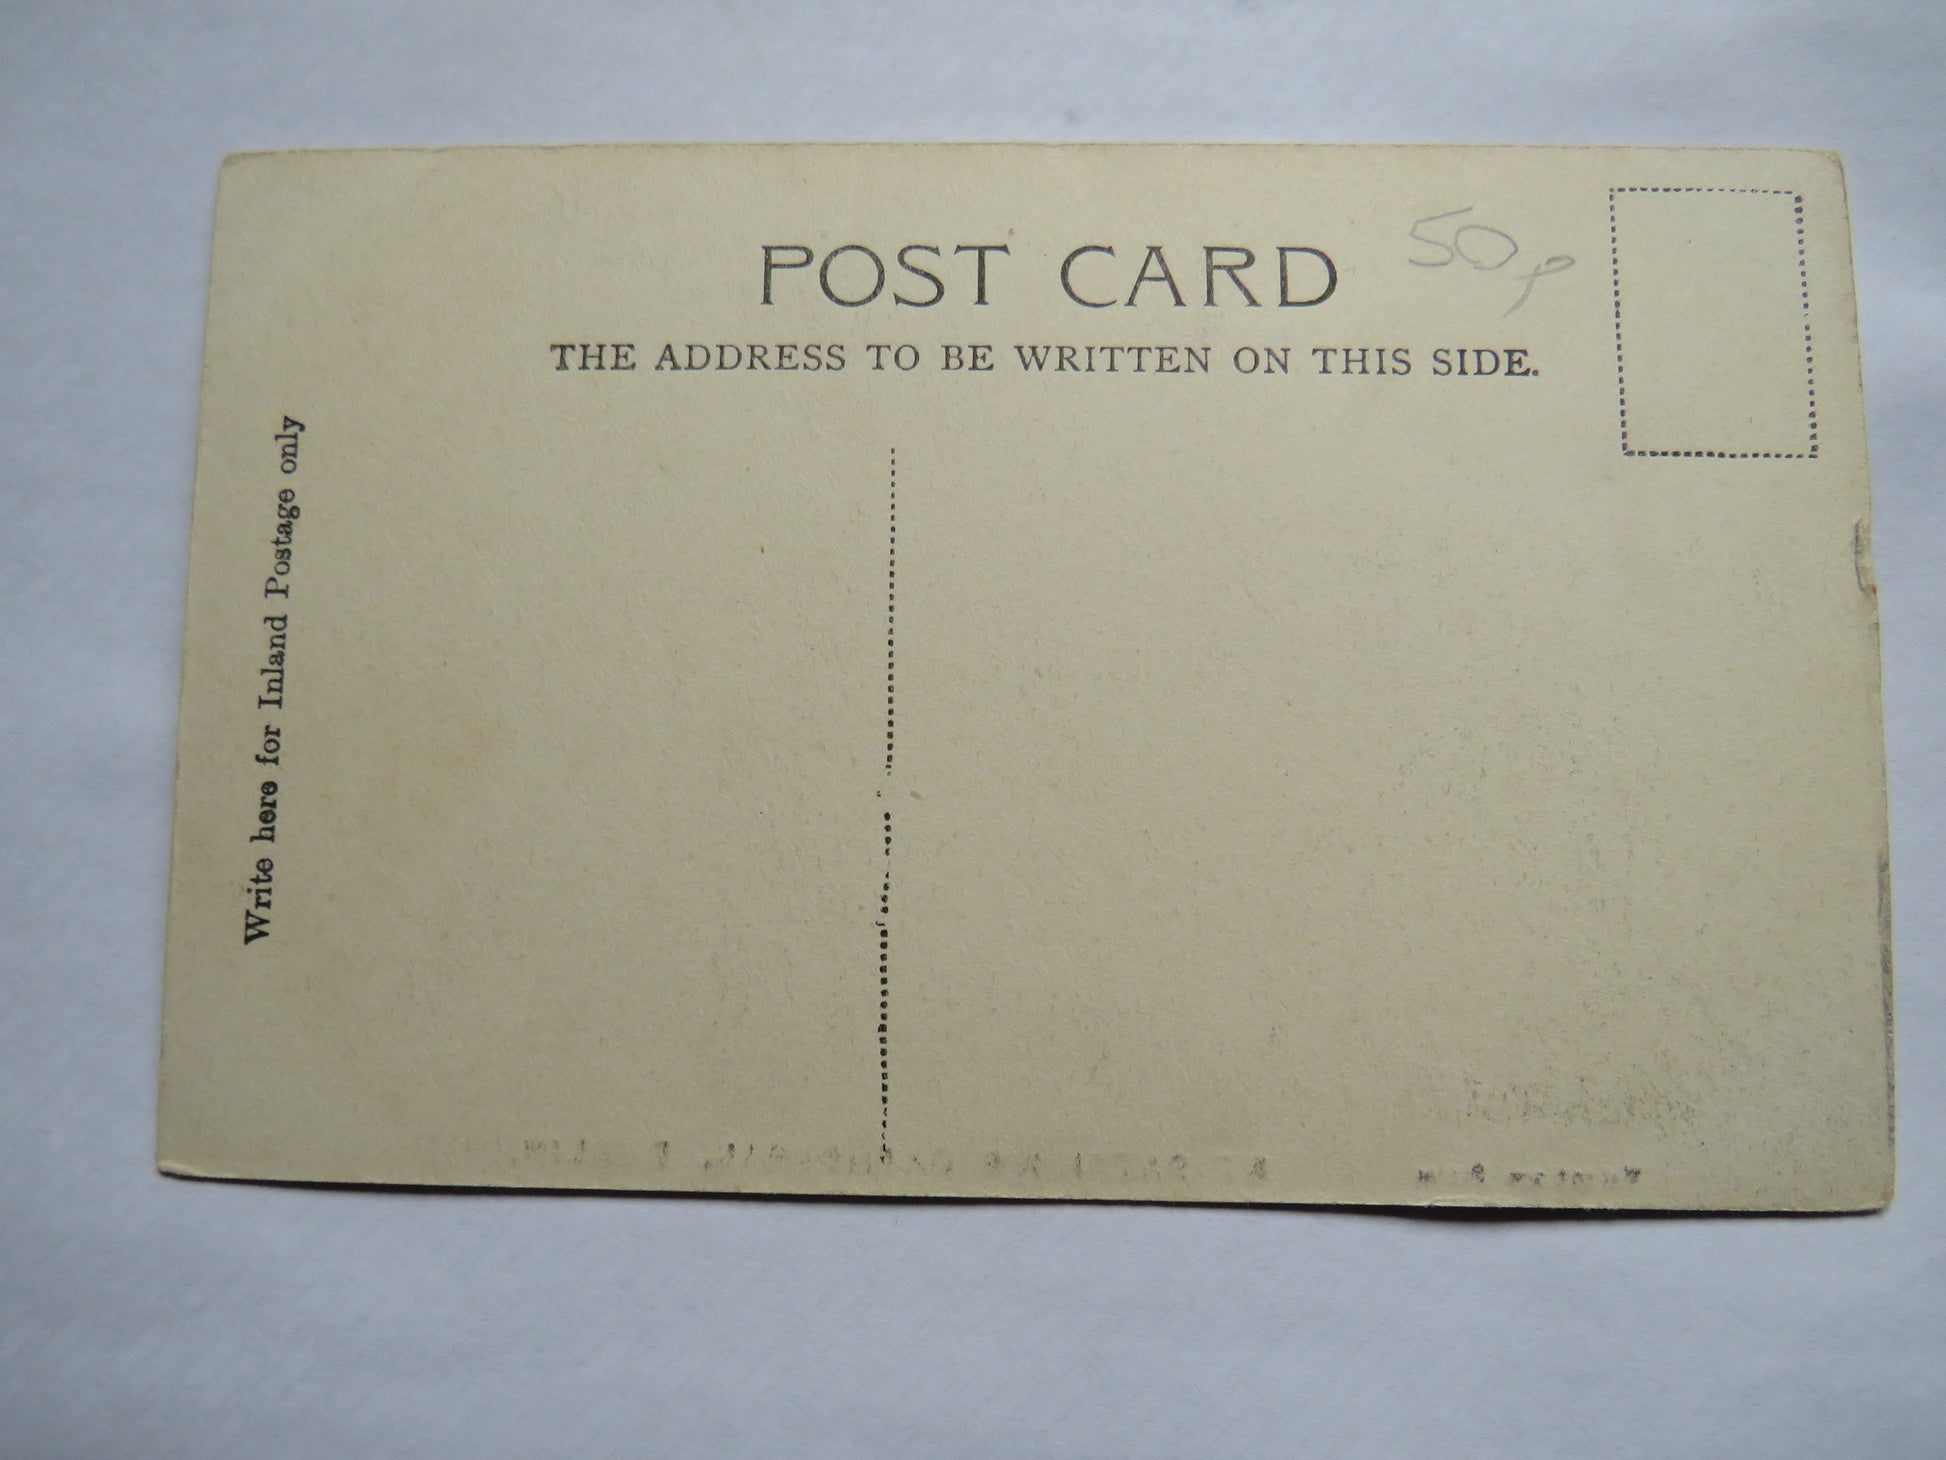 POST CARD
50p
THE ADDRESS TO BE WRITTEN ON THIS SIDE.
Write here for Inland Postage only